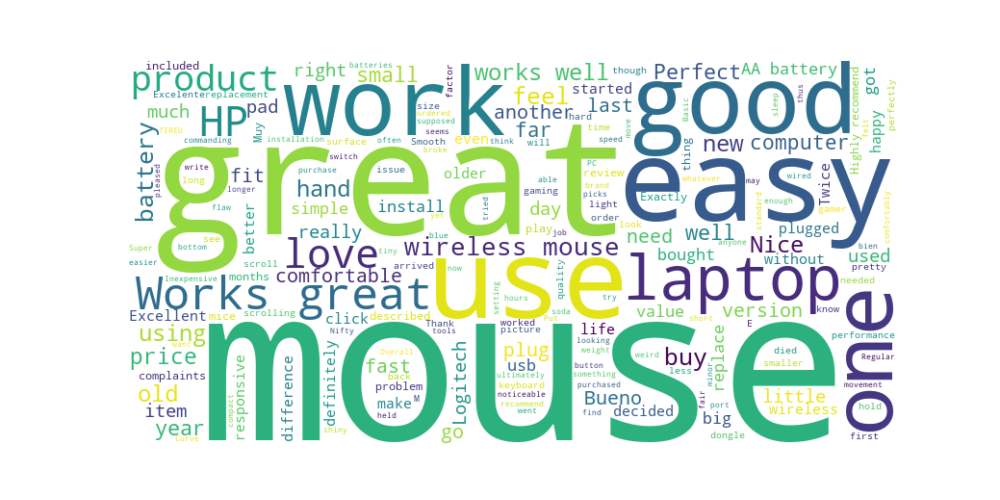 included
batteries
though
product
right
small
work
works well
good
Perfect
AA battery
Highly recommend
got
factor
Excelente
replacement
much
HP
pad
feel
another
started
last
happy
perfectly
size
ordered
supposed
hard
thus
Basic
sleep
TIRED
commanding
Muy
installation
surface
often
Smooth
seems
even
far
will
time
new
computer
battery
pleased
write
long
fit
switch
purchase
issue
older
think
broke
speed
move
PC
thing
great
easy
felt
longer
hand
able
gaming
review
brand
picks
light
wired
whatever
may
Twice
flaw
simple
install
day
tried
yet
order
Exactly
enough
standard
gamer
comfortably
see
better
really
blue
play
job
look
need
well
plugged
Super
bottom
easier
scroll
love
wireless mouse
tiny
bought
anyone
Nice
without
bien
used
pretty
Inexpensive
months
comfortable
arrived
now
use
quality
laptop
needed
Works great
setting
hours
try
know
Excellent
mice
scrolling
click
described
Thank
tools
worked
picture
soda
Put
life
looking
value
short
version
E
performance
using
want
Nifty
plug
weight
weird
button
buy
less
replace
minor
died
smaller
Regular
one
price
complaints
responsive
difference
definitely
Overall
fast
back
problem
noticeable
usb
ultimately
keyboard
recommend
something
purchased
movement
old
compact
item
make
M
held
Logitech
went
Bueno
find
decided
fair
big
port
little
wireless
hold
year
shiny
curve
go
mouse
dongle
first